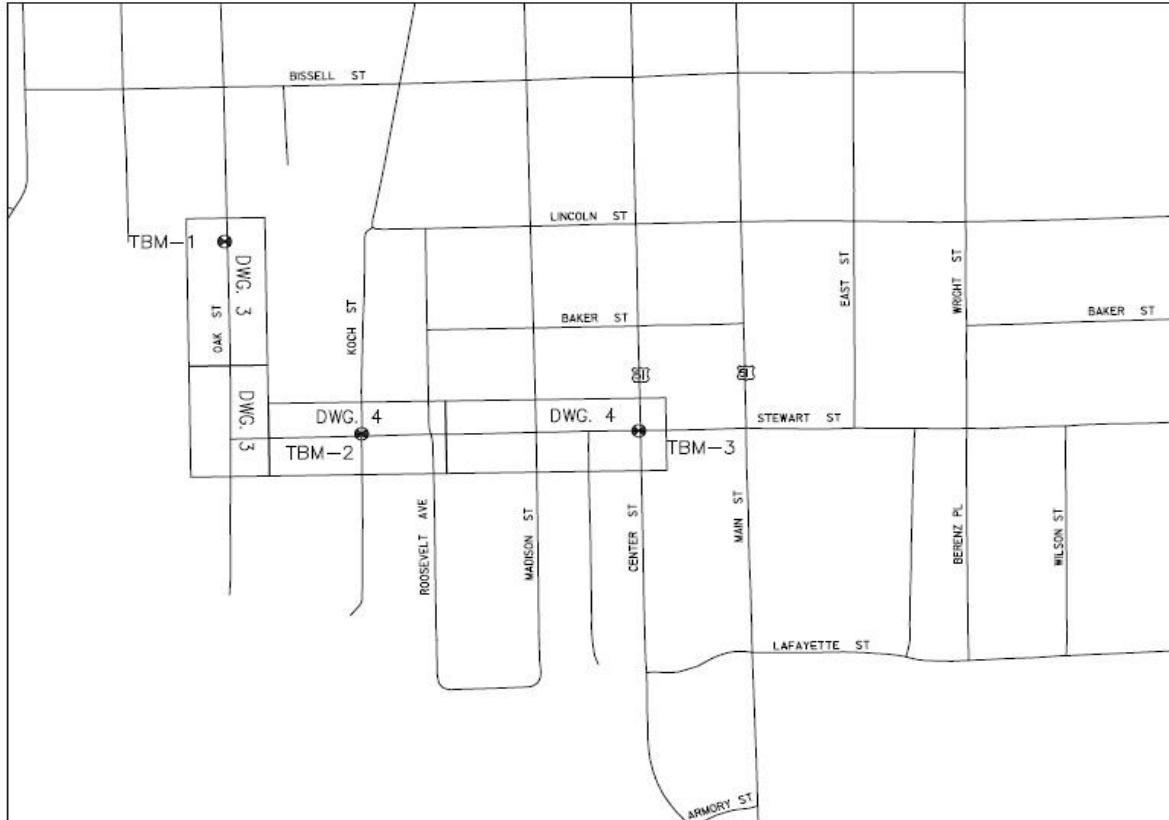 BISSELL ST
LINCOLN ST
TBM-1
DWG. 3
OAK ST
KOCH ST
EAST ST
WRIGHT ST
BAKER ST
BAKER ST
51
51
DWG. 3
DWG. 4
DWG. 4
STEWART ST
TBM-2
TBM-3
ROOSEVELT AVE
MADISON ST
CENTER ST
MAIN ST
BERENZ PL
WILSON ST
LAFAYETTE ST
ARMORY ST